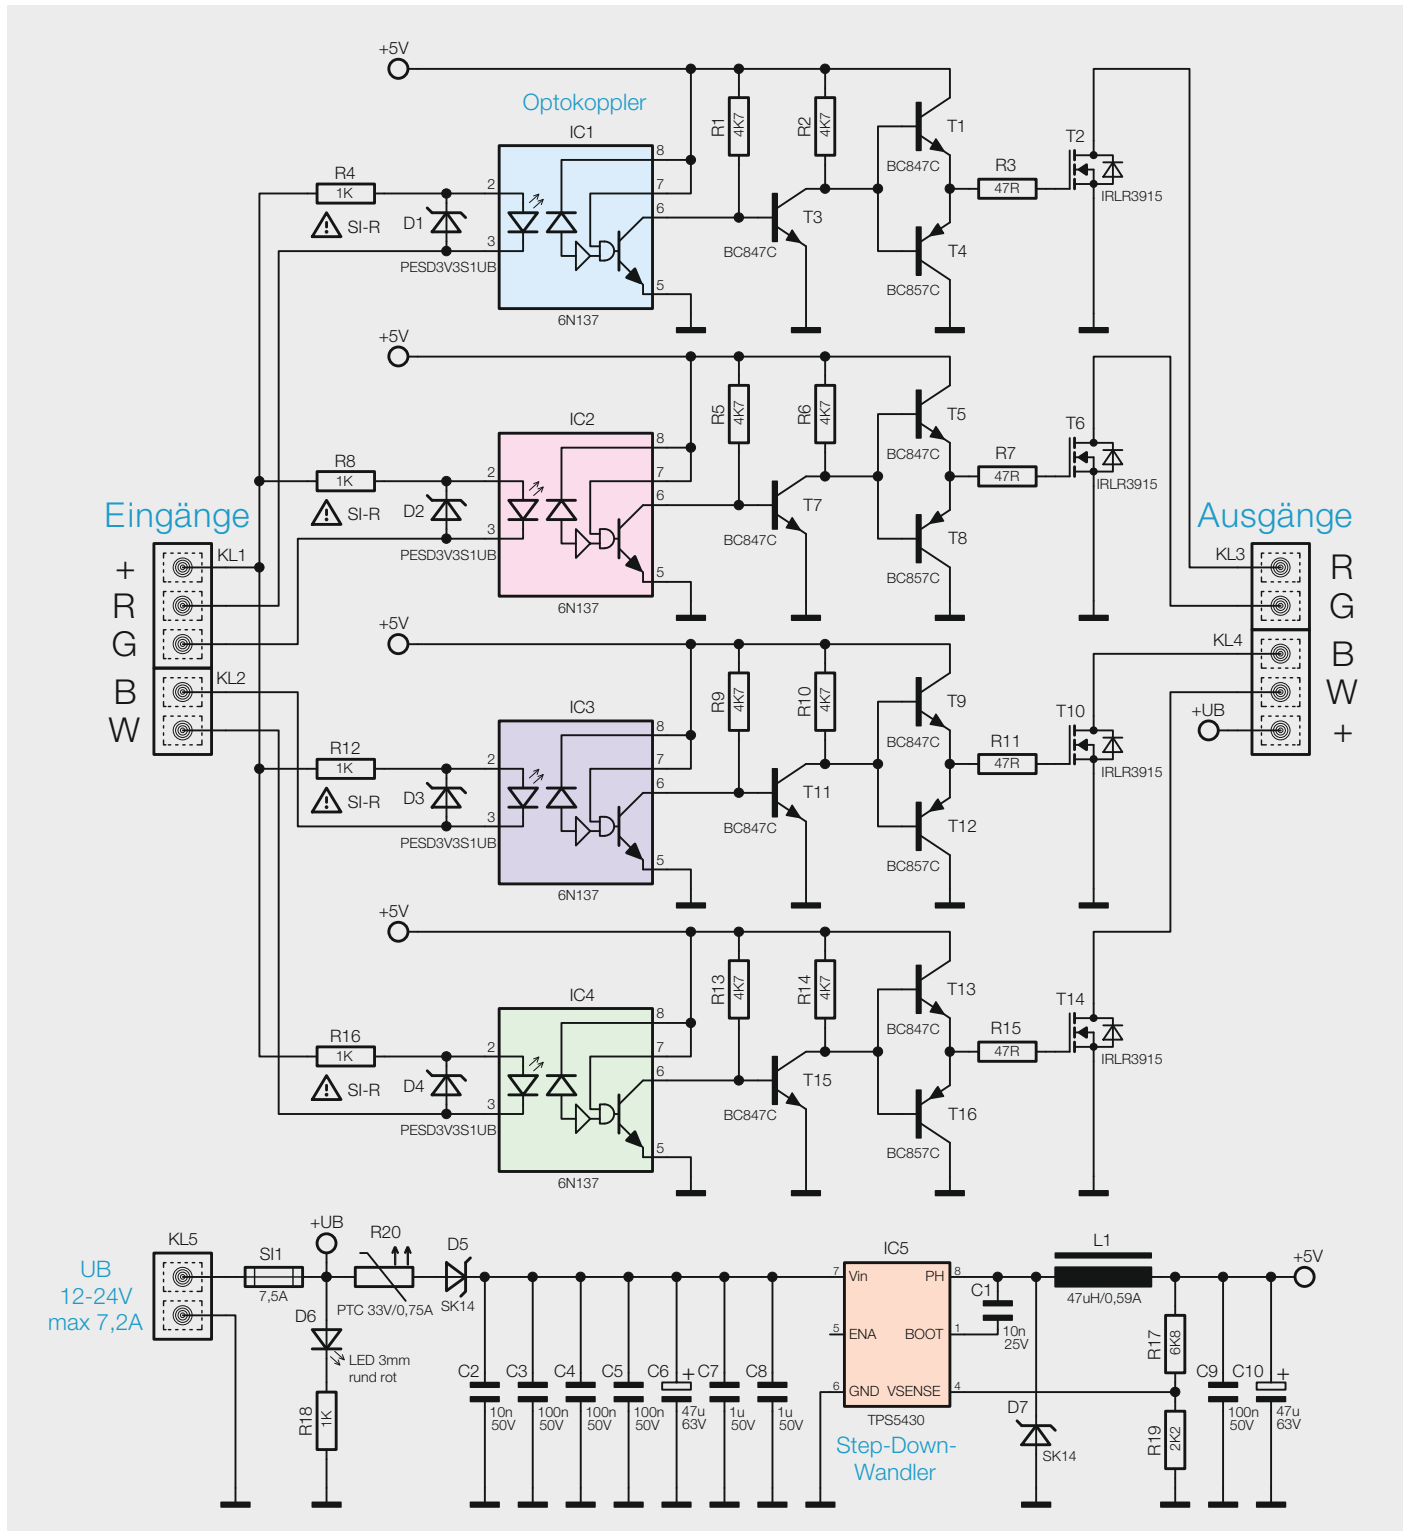 +5V
Optokoppler
IC1
R4
1K
SI-R
D1
PESD3V3S1UB
2
3
8
7
6
5
6N137
R1
4K7
R2
4K7
T3
BC847C
T1
BC847C
T4
BC857C
R3
47R
T2
IRLR3915
+5V
IC2
R8
1K
SI-R
D2
PESD3V3S1UB
2
3
8
7
6
5
6N137
R5
4K7
R6
4K7
T7
BC847C
T5
BC847C
T8
BC857C
R7
47R
T6
IRLR3915
Eingänge
KL1
+
R
G
KL2
B
W
Ausgänge
KL3
R
G
KL4
B
W
+UB
+
+5V
IC3
R12
1K
SI-R
D3
PESD3V3S1UB
2
3
8
7
6
5
6N137
R9
4K7
R10
4K7
T11
BC847C
T9
BC847C
T12
BC857C
R11
47R
T10
IRLR3915
+5V
IC4
R16
1K
SI-R
D4
PESD3V3S1UB
2
3
8
7
6
5
6N137
R13
4K7
R14
4K7
T15
BC847C
T13
BC847C
T16
BC857C
R15
47R
T14
IRLR3915
KL5
UB
12-24V
max 7,2A
SI1
7,5A
+UB
R20
PTC 33V/0,75A
D5
SK14
D6
LED 3mm
rund rot
R18
1K
C2
10n
50V
C3
100n
50V
C4
100n
50V
C5
100n
50V
C6
+
47u
63V
C7
1u
50V
C8
1u
50V
IC5
7
Vin
PH
8
5
ENA
BOOT
1
6
GND
VSENSE
4
TPS5430
Step-Down-
Wandler
C1
10n
25V
D7
SK14
L1
47uH/0,59A
R17
6K8
R19
2K2
C9
100n
50V
C10
+
47u
63V
+5V